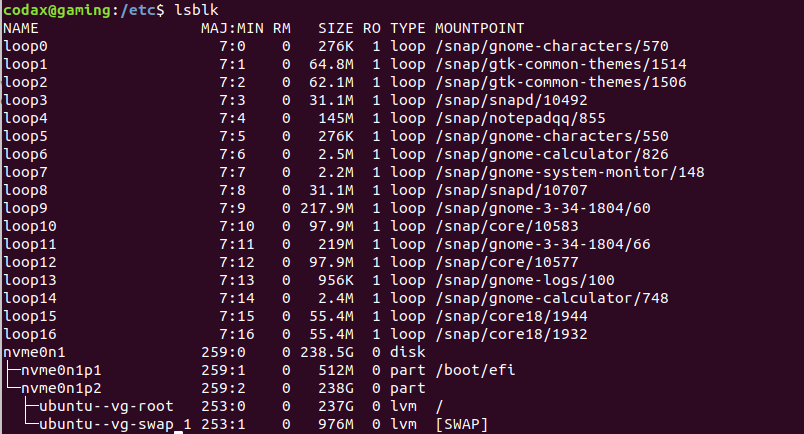 codax@gaming:/etc$ lsblk
NAME MAJ:MIN RM SIZE RO TYPE MOUNTPOINT
loop0 7:0 0 276K 1 loop /snap/gnome-characters/570
loop1 7:1 0 64.8M 1 loop /snap/gtk-common-themes/1514
loop2 7:2 0 62.1M 1 loop /snap/gtk-common-themes/1506
loop3 7:3 0 31.1M 1 loop /snap/snapd/10492
loop4 7:4 0 145M 1 loop /snap/notepadqq/855
loop5 7:5 0 276K 1 loop /snap/gnome-characters/550
loop6 7:6 0 2.5M 1 loop /snap/gnome-calculator/826
loop7 7:7 0 2.2M 1 loop /snap/gnome-system-monitor/148
loop8 7:8 0 31.1M 1 loop /snap/snapd/10707
loop9 7:9 0 217.9M 1 loop /snap/gnome-3-34-1804/60
loop10 7:10 0 97.9M 1 loop /snap/core/10583
loop11 7:11 0 219M 1 loop /snap/gnome-3-34-1804/66
loop12 7:12 0 97.9M 1 loop /snap/core/10577
loop13 7:13 0 956K 1 loop /snap/gnome-logs/100
loop14 7:14 0 2.4M 1 loop /snap/gnome-calculator/748
loop15 7:15 0 55.4M 1 loop /snap/core18/1944
loop16 7:16 0 55.4M 1 loop /snap/core18/1932
nvme0n1 259:0 0 238.5G 0 disk
├─nvme0n1p1 259:1 0 512M 0 part /boot/efi
└─nvme0n1p2 259:2 0 238G 0 part
├─ubuntu--vg-root 253:0 0 237G 0 lvm /
└─ubuntu--vg-swap_1 253:1 0 976M 0 lvm [SWAP]